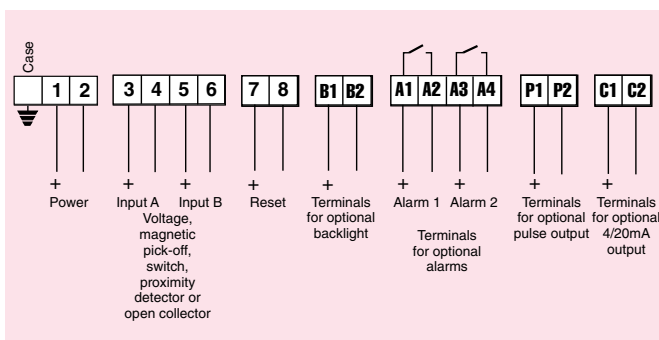 Case
1 2 3 4 5 6 7 8 B1 B2 A1 A2 A3 A4 P1 P2 C1 C2
+ + + + + + + + +
Power
Input A Input B
Voltage,
magnetic
pick-off,
switch,
proximity
detector or
open collector
Reset
Terminals
for optional
backlight
Alarm 1 Alarm 2
Terminals
for optional
alarms
Terminals
for optional
pulse output
Terminals
for optional
4/20mA
output